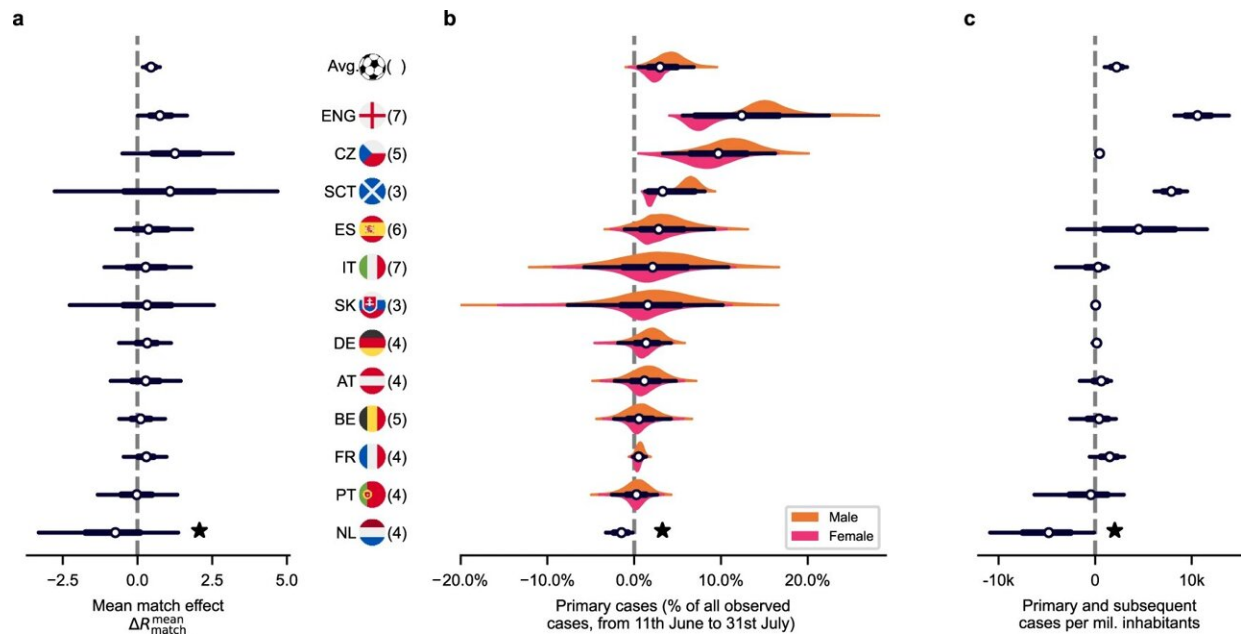 a
b
c
Avg. ( )
ENG (7)
CZ (5)
SCT (3)
ES (6)
IT (7)
SK (3)
DE (4)
AT (4)
BE (5)
FR (4)
PT (4)
NL (4)
★
★
★
Male
Female
−2.5 0.0 2.5 5.0
Mean match effect
ΔR^mean_match
−20.0% −10.0% 0.0% 10.0% 20.0%
Primary cases (% of all observed
cases, from 11th June to 31st July)
-10k 0 10k
Primary and subsequent
cases per mil. inhabitants